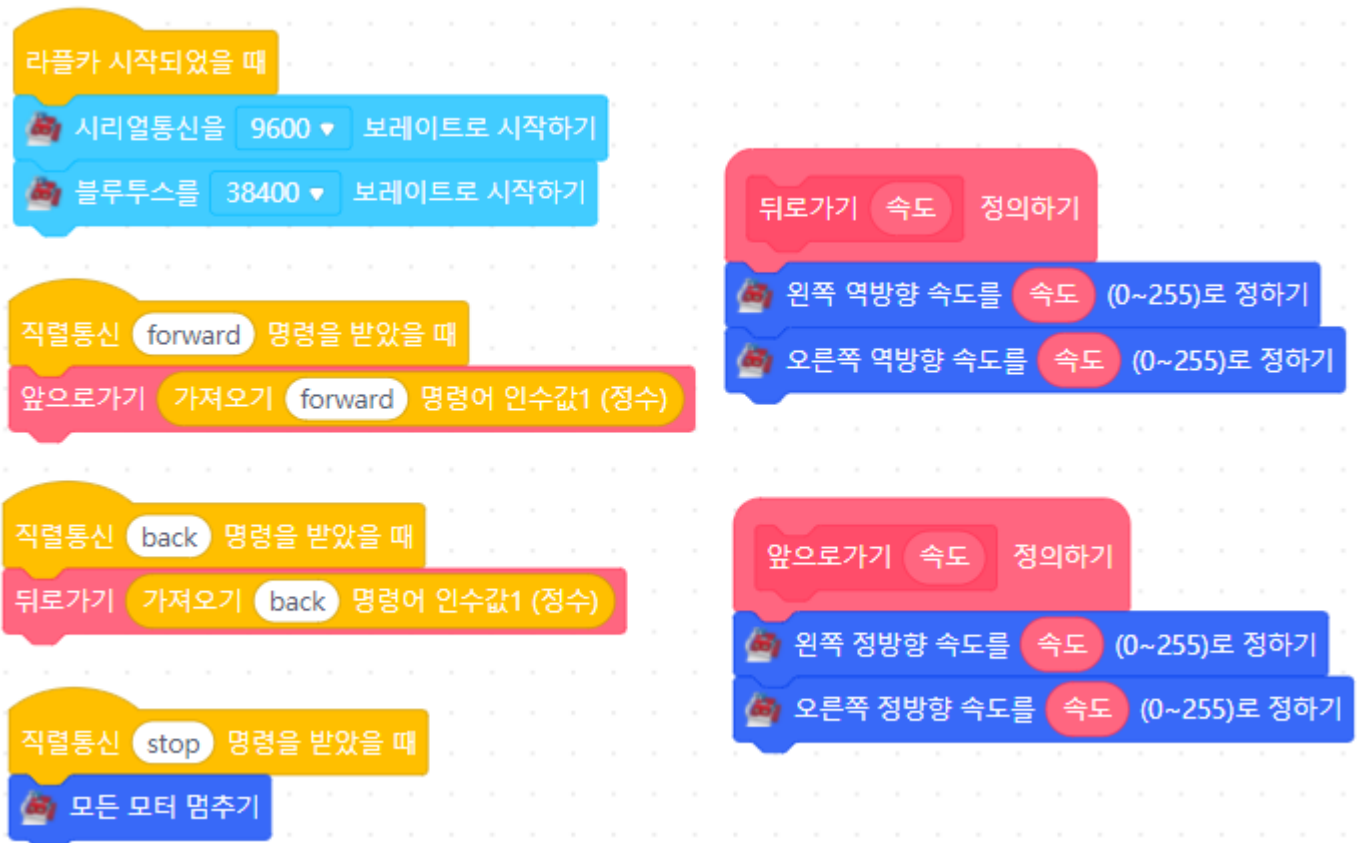 라플카 시작되었을 때
시리얼통신을 9600 보레이트로 시작하기
블루투스를 38400 보레이트로 시작하기
직렬통신 forward 명령을 받았을 때
앞으로가기 가져오기 forward 명령어 인수값1 (정수)
직렬통신 back 명령을 받았을 때
뒤로가기 가져오기 back 명령어 인수값1 (정수)
직렬통신 stop 명령을 받았을 때
모든 모터 멈추기
뒤로가기 속도 정의하기
왼쪽 역방향 속도를 속도 (0~255)로 정하기
오른쪽 역방향 속도를 속도 (0~255)로 정하기
앞으로가기 속도 정의하기
왼쪽 정방향 속도를 속도 (0~255)로 정하기
오른쪽 정방향 속도를 속도 (0~255)로 정하기